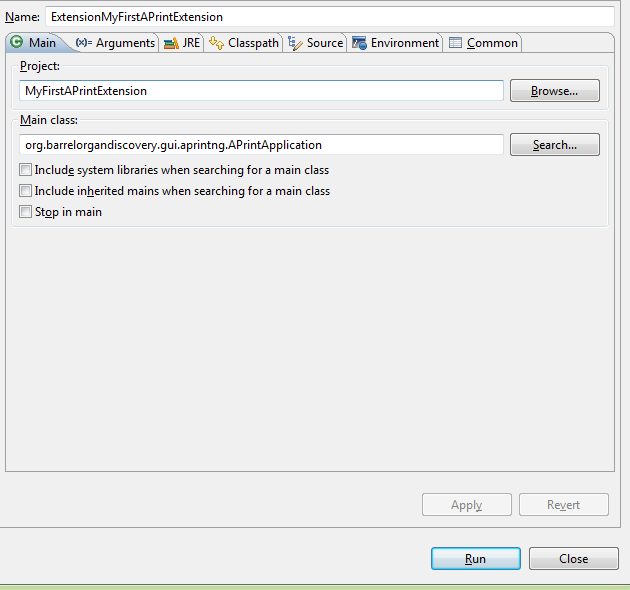 Name: ExtensionMyFirstAPrintExtension
Main (x)= Arguments JRE Classpath Source Environment Common
Project:
MyFirstAPrintExtension Browse...
Main class:
org.barrelorgandiscovery.gui.aprintng.APrintApplication Search...
Include system libraries when searching for a main class
Include inherited mains when searching for a main class
Stop in main
Apply Revert
Run Close